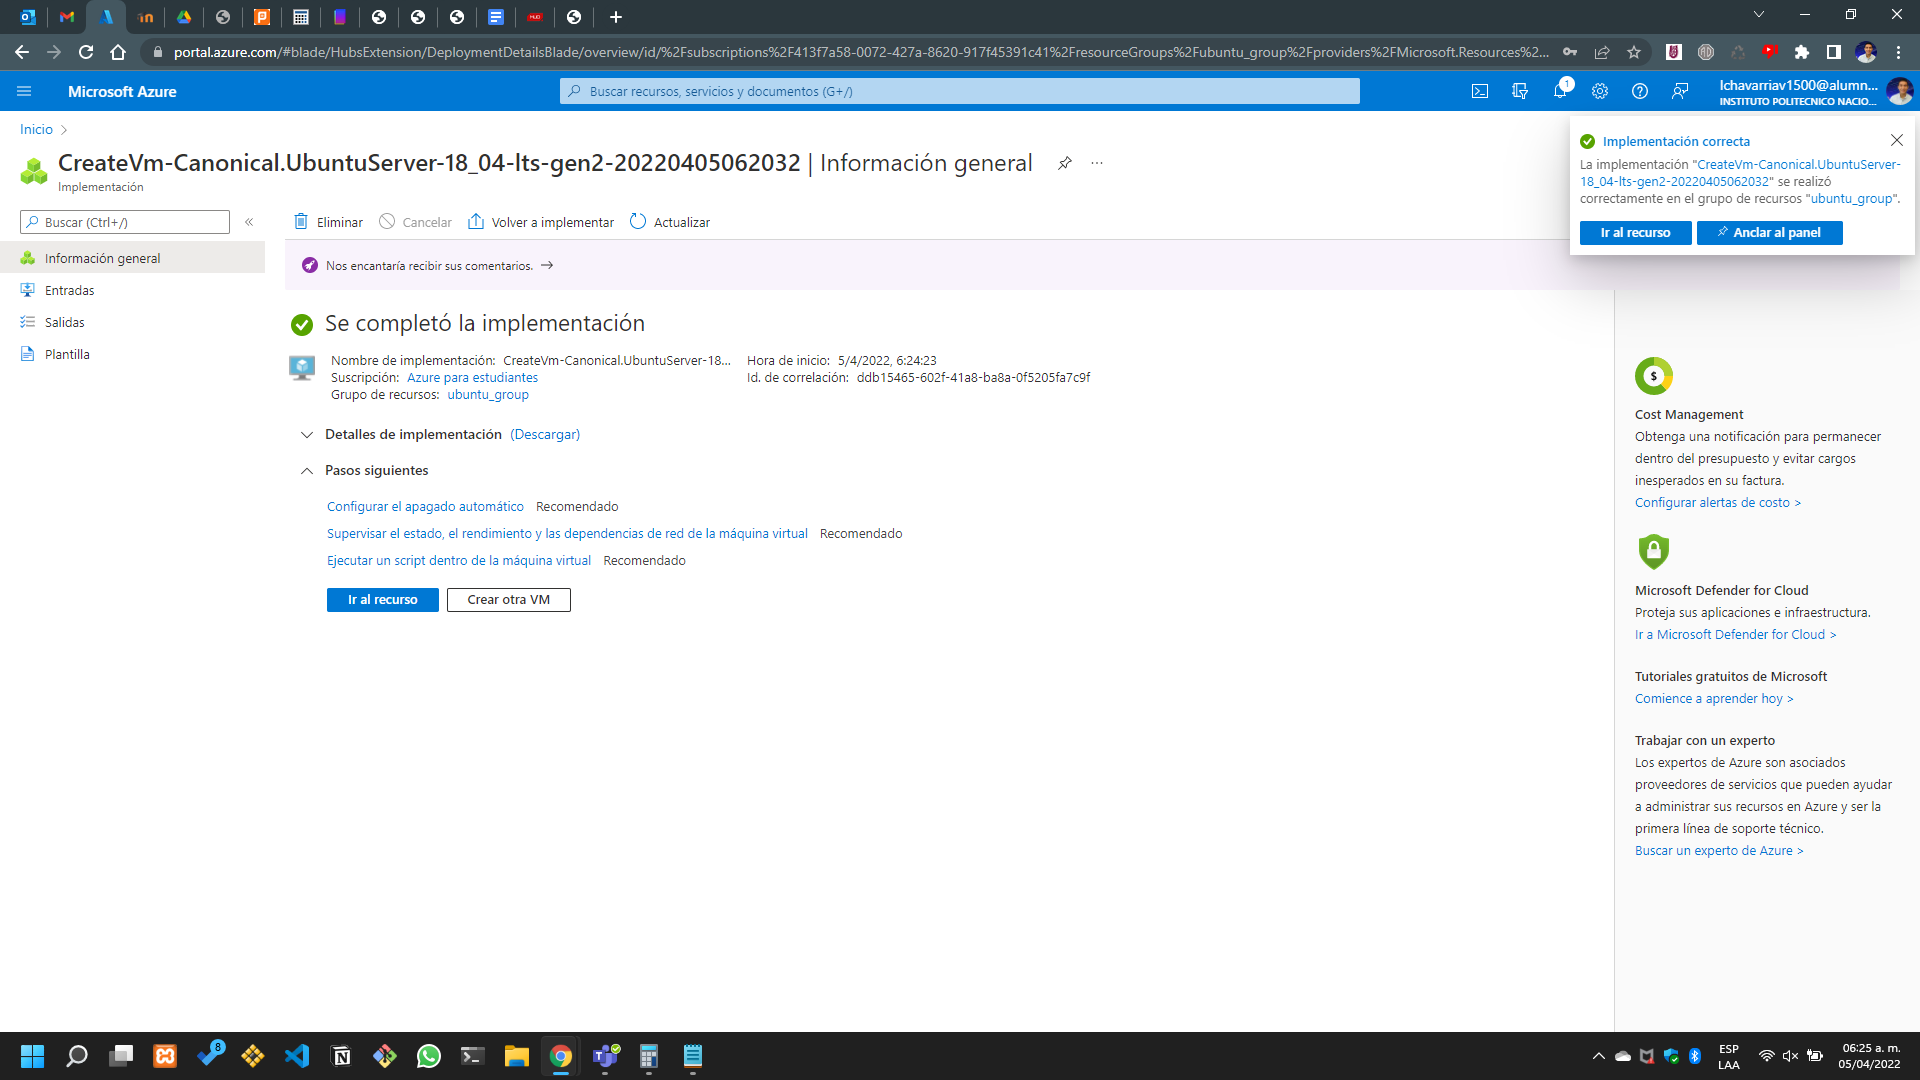 portal.azure.com/#blade/HubsExtension/DeploymentDetailsBlade/overview/id/%2Fsubscriptions%2F413f7a58-0072-427a-8620-917f45391c41%2FresourceGroups%2Fubuntu_group%2Fproviders%2FMicrosoft.Resources%2...
Microsoft Azure
Buscar recursos, servicios y documentos (G+/)
1
lchavarriav1500@alumn...
INSTITUTO POLITECNICO NACIO...
Inicio
CreateVm-Canonical.UbuntuServer-18_04-lts-gen2-20220405062032 | Información general
Implementación
Implementación correcta
La implementación "CreateVm-Canonical.UbuntuServer-
18_04-lts-gen2-20220405062032" se realizó
correctamente en el grupo de recursos "ubuntu_group".
Ir al recurso
Anclar al panel
Buscar (Ctrl+/)
Eliminar
Cancelar
Volver a implementar
Actualizar
Información general
Entradas
Salidas
Plantilla
Nos encantaría recibir sus comentarios. →
Se completó la implementación
Nombre de implementación: CreateVm-Canonical.UbuntuServer-18...
Suscripción: Azure para estudiantes
Grupo de recursos: ubuntu_group
Hora de inicio: 5/4/2022, 6:24:23
Id. de correlación: ddb15465-602f-41a8-ba8a-0f5205fa7c9f
Detalles de implementación (Descargar)
Pasos siguientes
Configurar el apagado automático Recomendado
Supervisar el estado, el rendimiento y las dependencias de red de la máquina virtual Recomendado
Ejecutar un script dentro de la máquina virtual Recomendado
Ir al recurso
Crear otra VM
Cost Management
Obtenga una notificación para permanecer
dentro del presupuesto y evitar cargos
inesperados en su factura.
Configurar alertas de costo >
Microsoft Defender for Cloud
Proteja sus aplicaciones e infraestructura.
Ir a Microsoft Defender for Cloud >
Tutoriales gratuitos de Microsoft
Comience a aprender hoy >
Trabajar con un experto
Los expertos de Azure son asociados
proveedores de servicios que pueden ayudar
a administrar sus recursos en Azure y ser la
primera línea de soporte técnico.
Buscar un experto de Azure >
8
ESP
LAA
06:25 a. m.
05/04/2022